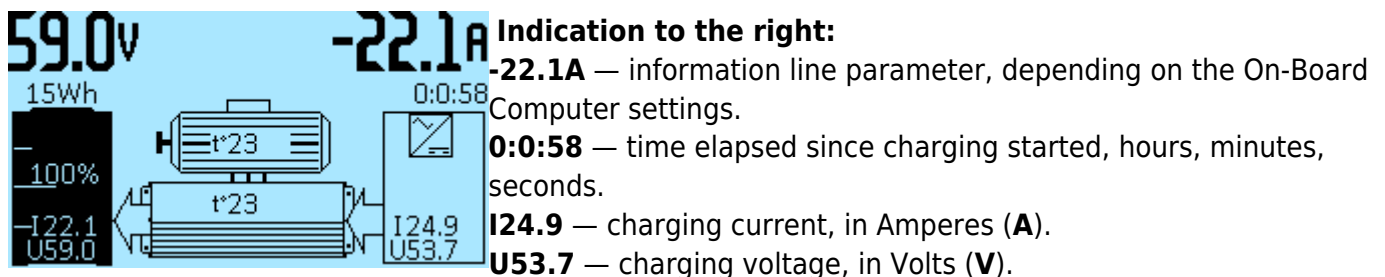 59.0V -22.1A
15Wh 0:0:58
t°23
100%
t°23
I22.1 I24.9
U59.0 U53.7
Indication to the right:
-22.1A — information line parameter, depending on the On-Board
Computer settings.
0:0:58 — time elapsed since charging started, hours, minutes,
seconds.
I24.9 — charging current, in Amperes (A).
U53.7 — charging voltage, in Volts (V).